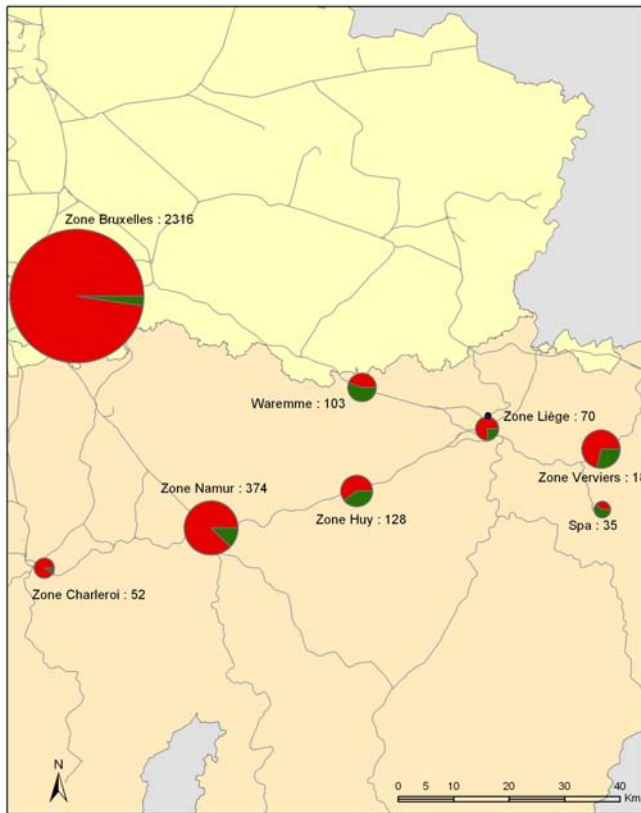 Zone Bruxelles : 2316
Waremme : 103
Zone Liège : 70
Zone Namur : 374
Zone Verviers : 18
Zone Huy : 128
Spa : 35
Zone Charleroi : 52
N
0 5 10 20 30 40
Km